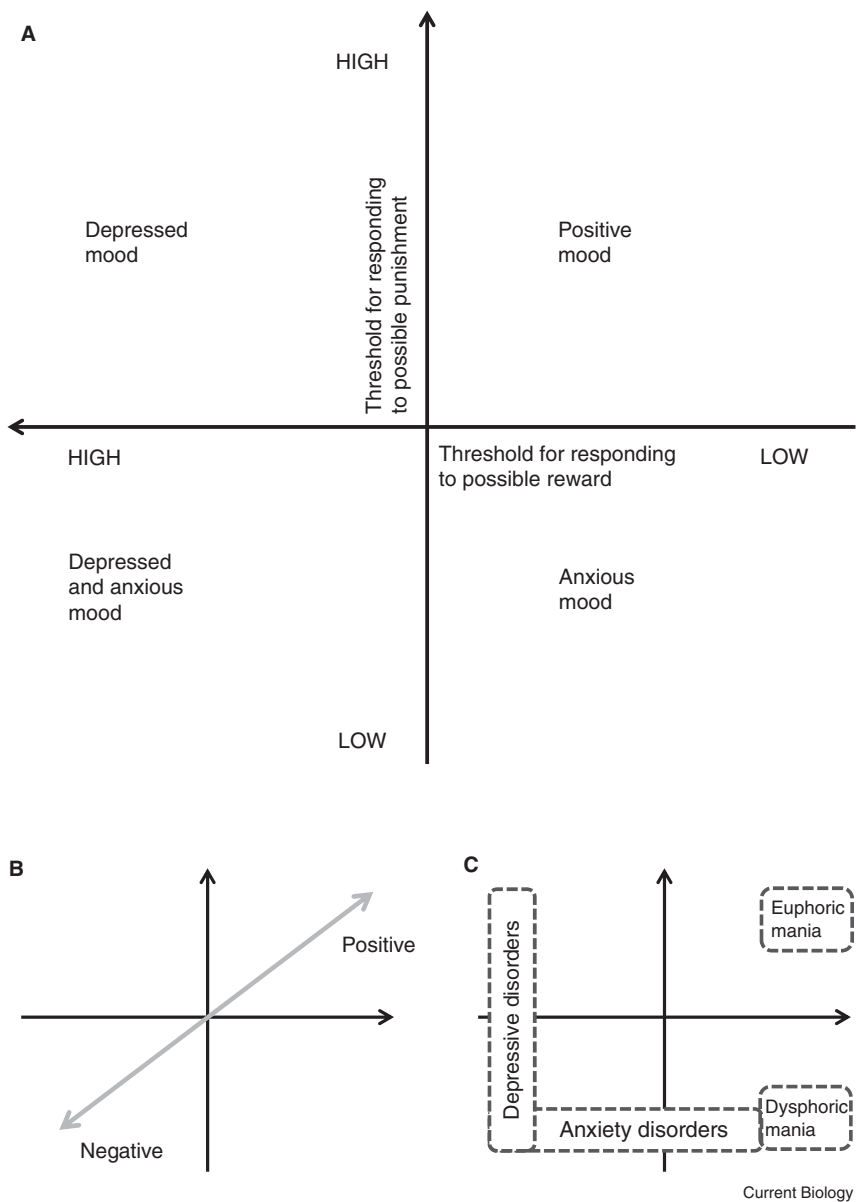 A
HIGH
Threshold for responding
to possible punishment
Depressed
mood
Positive
mood
HIGH
Threshold for responding
to possible reward
LOW
Depressed
and anxious
mood
Anxious
mood
LOW
B
Positive
Negative
C
Depressive disorders
Euphoric
mania
Anxiety disorders
Dysphoric
mania
Current Biology